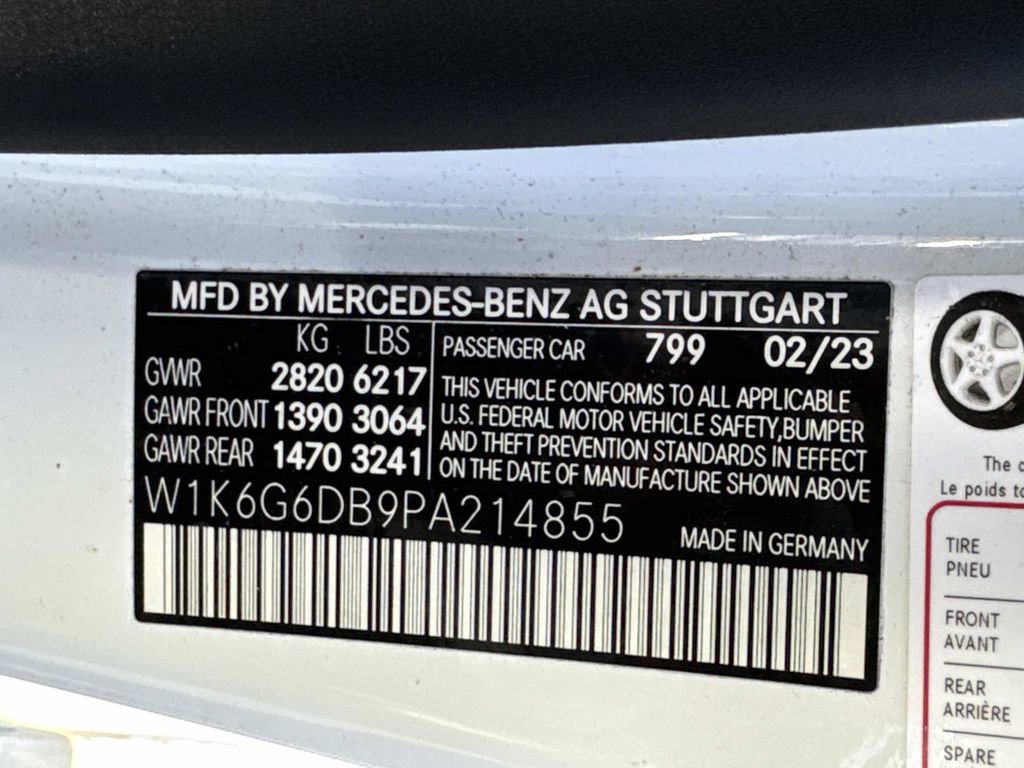 MFD BY MERCEDES-BENZ AG STUTTGART
KG LBS
GVWR 2820 6217
GAWR FRONT 1390 3064
GAWR REAR 1470 3241
PASSENGER CAR 799 02/23
THIS VEHICLE CONFORMS TO ALL APPLICABLE
U.S. FEDERAL MOTOR VEHICLE SAFETY,BUMPER
AND THEFT PREVENTION STANDARDS IN EFFECT
ON THE DATE OF MANUFACTURE SHOWN ABOVE
W1K6G6DB9PA214855
MADE IN GERMANY
The
Le poids
TIRE
PNEU
FRONT
AVANT
REAR
ARRIÈRE
SPARE